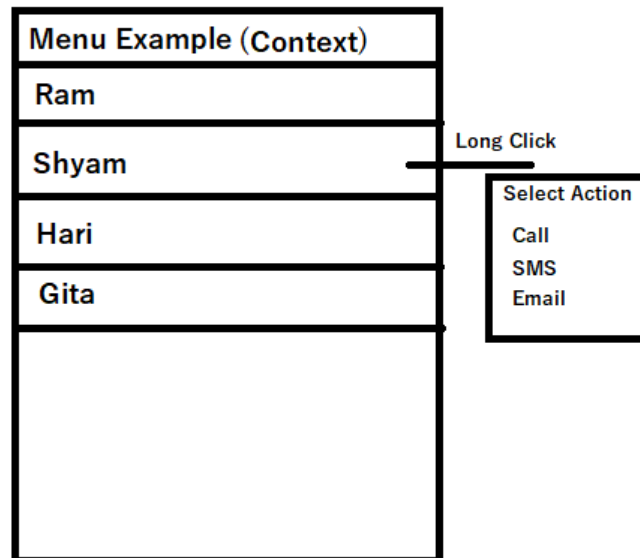 Menu Example (Context)
Ram
Shyam
Hari
Gita
Long Click
Select Action
Call
SMS
Email